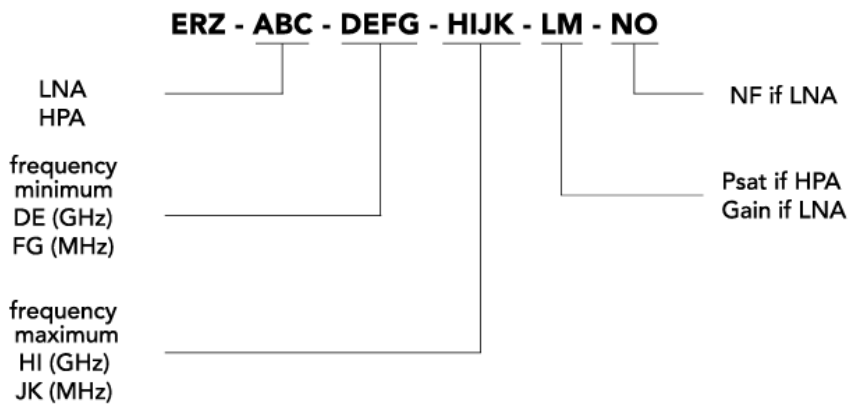 ERZ - ABC - DEFG - HIJK - LM - NO
LNA
HPA
NF if LNA
frequency
minimum
DE (GHz)
FG (MHz)
Psat if HPA
Gain if LNA
frequency
maximum
HI (GHz)
JK (MHz)